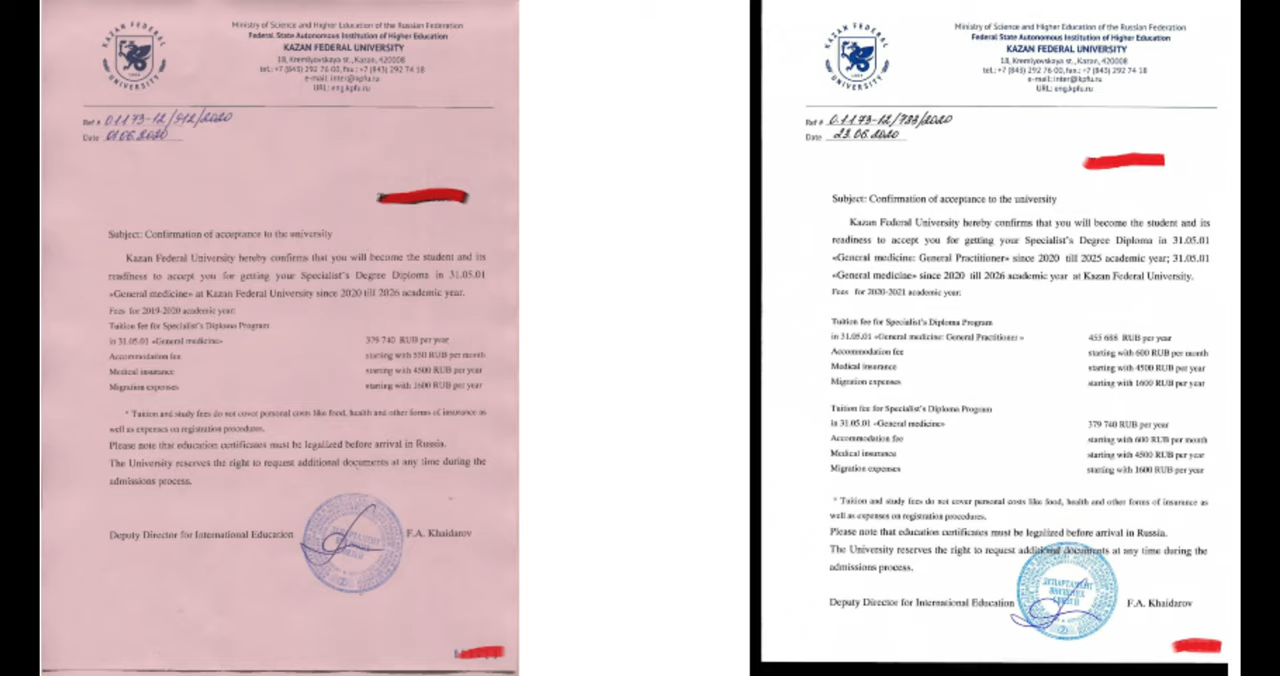 KAZAN FEDERAL UNIVERSITY
Ministry of Science and Higher Education of the Russian Federation
Federal State Autonomous Institution of Higher Education
KAZAN FEDERAL UNIVERSITY
18, Kremlyovskaya st., Kazan, 420008
tel.: +7 (843) 292 76 00, fax.: +7 (843) 292 74 18
e-mail: inter@kpfu.ru
URL: eng.kpfu.ru
Ref # 0.1.1.73-12/912/2020
Date 01.06.2020
Subject: Confirmation of acceptance to the university
Kazan Federal University hereby confirms that you will become the student and its
readiness to accept you for getting your Specialist's Degree Diploma in 31.05.01
«General medicine» at Kazan Federal University since 2020 till 2026 academic year.
Fees for 2019-2020 academic year:
Tuition fee for Specialist's Diploma Program
in 31.05.01 «General medicine» 379 740 RUB per year
Accommodation fee starting with 550 RUB per month
Medical insurance starting with 4500 RUB per year
Migration expenses starting with 1600 RUB per year
* Tuition and study fees do not cover personal costs like food, health and other forms of insurance as
well as expenses on registration procedures.
Please note that education certificates must be legalized before arrival in Russia.
The University reserves the right to request additional documents at any time during the
admissions process.
Deputy Director for International Education F.A. Khaidarov
KAZAN FEDERAL UNIVERSITY
Ministry of Science and Higher Education of the Russian Federation
Federal State Autonomous Institution of Higher Education
KAZAN FEDERAL UNIVERSITY
18, Kremlyovskaya st., Kazan, 420008
tel.: +7 (843) 292 76 00, fax.: +7 (843) 292 74 18
e-mail: inter@kpfu.ru
URL: eng.kpfu.ru
Ref # 0.1.1.73-12/783/2020
Date 23.06.2020
Subject: Confirmation of acceptance to the university
Kazan Federal University hereby confirms that you will become the student and its
readiness to accept you for getting your Specialist's Degree Diploma in 31.05.01
«General medicine: General Practitioner» since 2020 till 2025 academic year; 31.05.01
«General medicine» since 2020 till 2026 academic year at Kazan Federal University.
Fees for 2020-2021 academic year:
Tuition fee for Specialist's Diploma Program
in 31.05.01 «General medicine: General Practitioner» 455 688 RUB per year
Accommodation fee starting with 600 RUB per month
Medical insurance starting with 4500 RUB per year
Migration expenses starting with 1600 RUB per year
Tuition fee for Specialist's Diploma Program
in 31.05.01 «General medicine» 379 740 RUB per year
Accommodation fee starting with 600 RUB per month
Medical insurance starting with 4500 RUB per year
Migration expenses starting with 1600 RUB per year
* Tuition and study fees do not cover personal costs like food, health and other forms of insurance as
well as expenses on registration procedures.
Please note that education certificates must be legalized before arrival in Russia.
The University reserves the right to request additional documents at any time during the
admissions process.
ДЕПАРТАМЕНТ
ВНЕШНИХ
СВЯЗЕЙ
Deputy Director for International Education F.A. Khaidarov